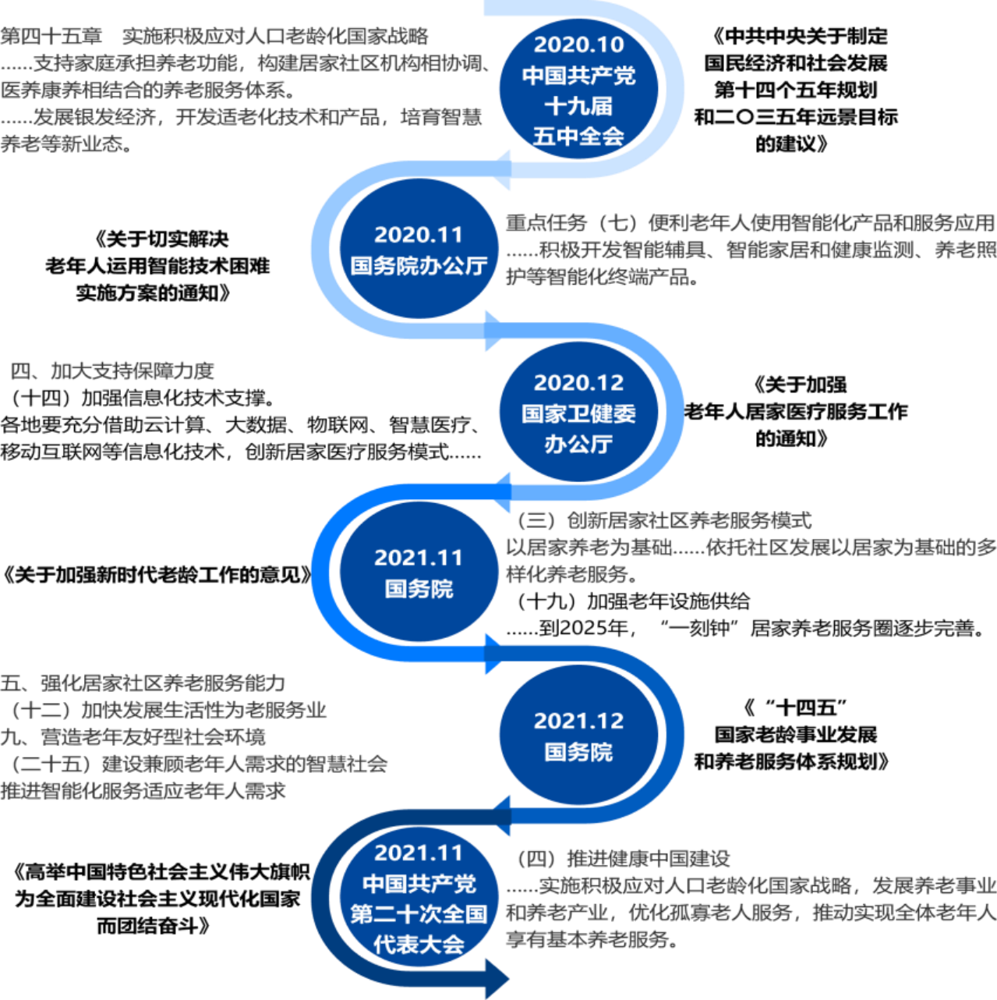 第四十五章　实施积极应对人口老龄化国家战略
......支持家庭承担养老功能，构建居家社区机构相协调、
医养康养相结合的养老服务体系。
......发展银发经济，开发适老化技术和产品，培育智慧
养老等新业态。
2020.10
中国共产党
十九届
五中全会
《中共中央关于制定
国民经济和社会发展
第十四个五年规划
和二〇三五年远景目标
的建议》
《关于切实解决
老年人运用智能技术困难
实施方案的通知》
2020.11
国务院办公厅
重点任务（七）便利老年人使用智能化产品和服务应用
......积极开发智能辅具、智能家居和健康监测、养老照
护等智能化终端产品。
四、加大支持保障力度
（十四）加强信息化技术支撑。
各地要充分借助云计算、大数据、物联网、智慧医疗、
移动互联网等信息化技术，创新居家医疗服务模式......
2020.12
国家卫健委
办公厅
《关于加强
老年人居家医疗服务工作
的通知》
《关于加强新时代老龄工作的意见》
2021.11
国务院
（三）创新居家社区养老服务模式
以居家养老为基础......依托社区发展以居家为基础的多
样化养老服务。
（十九）加强老年设施供给
......到2025年，“一刻钟”居家养老服务圈逐步完善。
五、强化居家社区养老服务能力
（十二）加快发展生活性为老服务业
九、营造老年友好型社会环境
（二十五）建设兼顾老年人需求的智慧社会
推进智能化服务适应老年人需求
2021.12
国务院
《“十四五”
国家老龄事业发展
和养老服务体系规划》
《高举中国特色社会主义伟大旗帜
为全面建设社会主义现代化国家
而团结奋斗》
2021.11
中国共产党
第二十次全国
代表大会
（四）推进健康中国建设
......实施积极应对人口老龄化国家战略，发展养老事业
和养老产业，优化孤寡老人服务，推动实现全体老年人
享有基本养老服务。